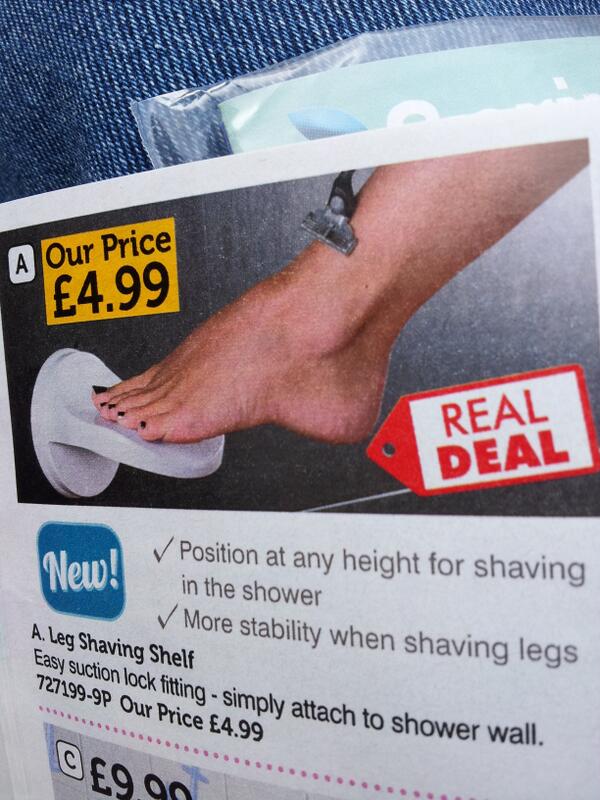 A
Our Price
£4.99
REAL
DEAL
New!
✓ Position at any height for shaving
in the shower
✓ More stability when shaving legs
A. Leg Shaving Shelf
Easy suction lock fitting - simply attach to shower wall.
727199-9P Our Price £4.99
C
£9.99